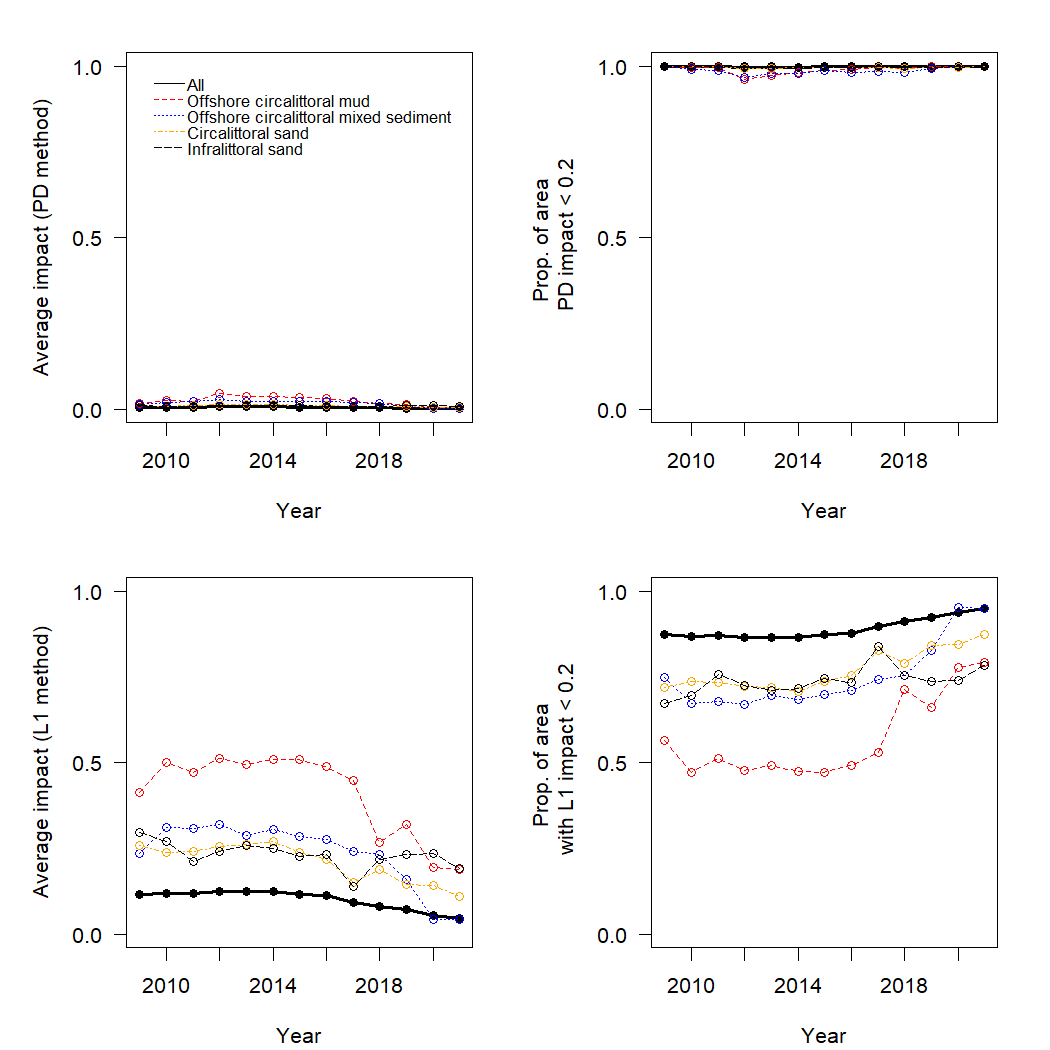 Average impact (PD method)
1.0
0.5
0.0
All
Offshore circalittoral mud
Offshore circalittoral mixed sediment
Circalittoral sand
Infralittoral sand
2010 2014 2018
Year
Prop. of area
PD impact < 0.2
1.0
0.5
0.0
2010 2014 2018
Year
Average impact (L1 method)
1.0
0.5
0.0
2010 2014 2018
Year
Prop. of area
with L1 impact < 0.2
1.0
0.5
0.0
2010 2014 2018
Year